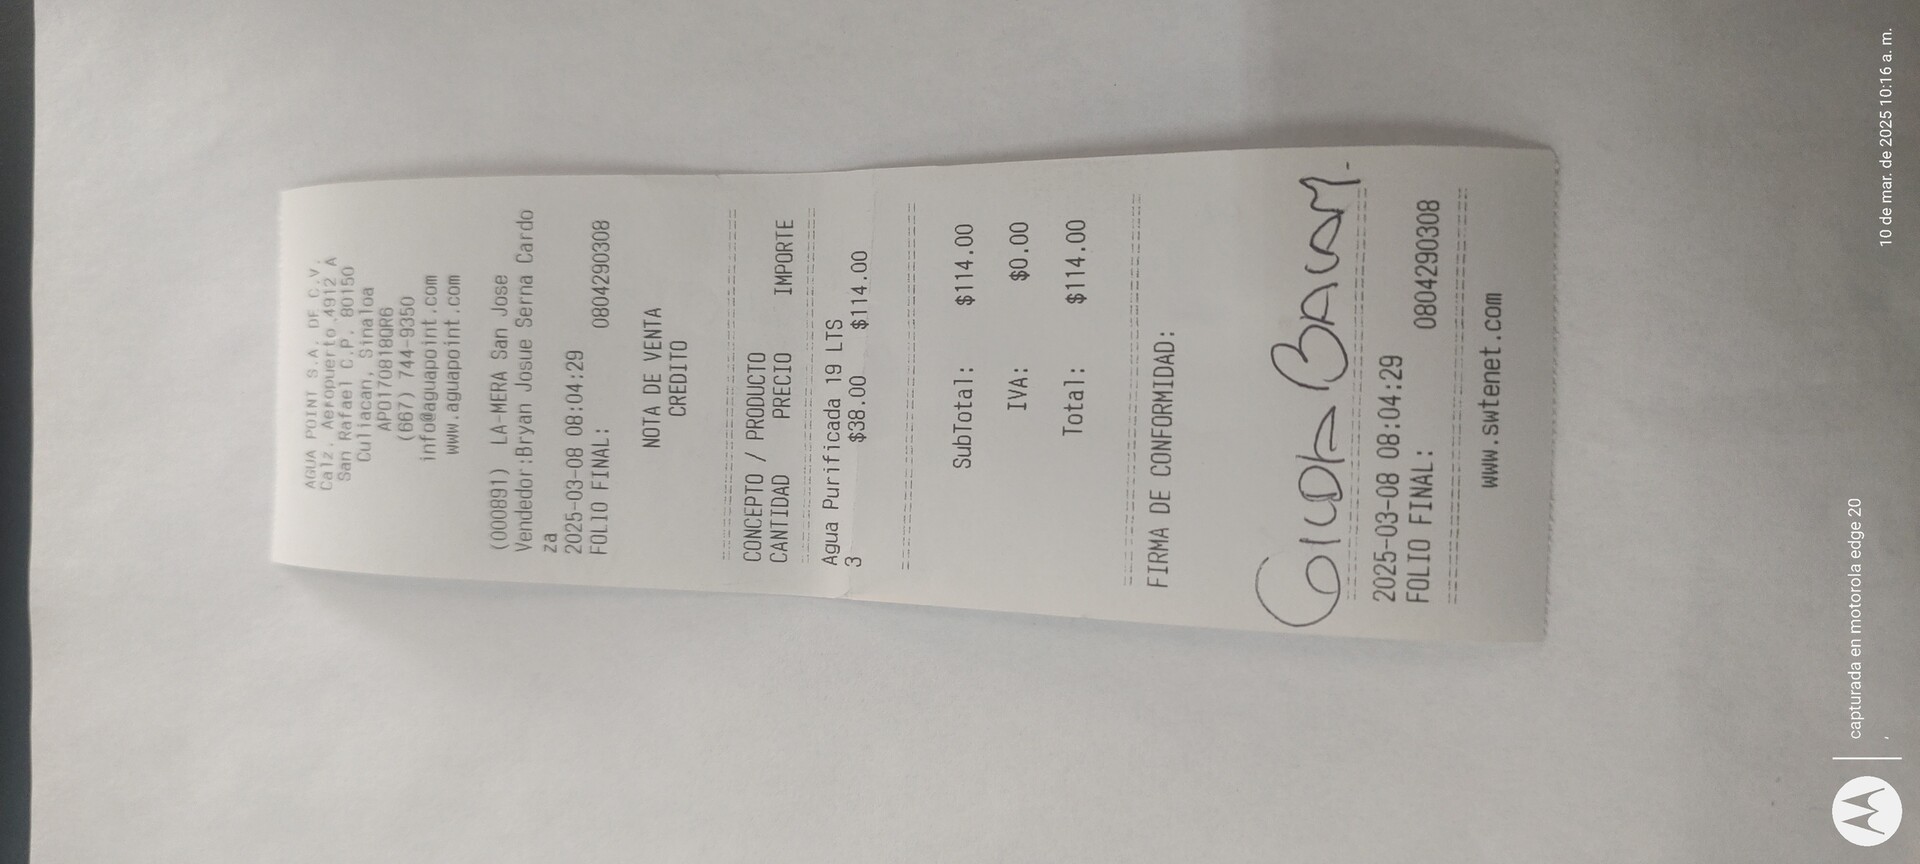 AGUA POINT S.A. DE C.V.
Calz. Aeropuerto 4912 A
San Rafael C.P. 80150
Culiacan, Sinaloa
APO170818QR6
(667) 744-9350
info@aguapoint.com
www.aguapoint.com
(000891) LA-MERA San Jose
Vendedor:Bryan Josue Serna Cardo
za
2025-03-08 08:04:29
FOLIO FINAL: 0804290308
NOTA DE VENTA
CREDITO
CONCEPTO / PRODUCTO
CANTIDAD PRECIO IMPORTE
Agua Purificada 19 LTS
3 $38.00 $114.00
SubTotal: $114.00
IVA: $0.00
Total: $114.00
FIRMA DE CONFORMIDAD:
2025-03-08 08:04:29
FOLIO FINAL: 0804290308
www.swtenet.com
capturada en motorola edge 20
10 de mar. de 2025 10:16 a. m.